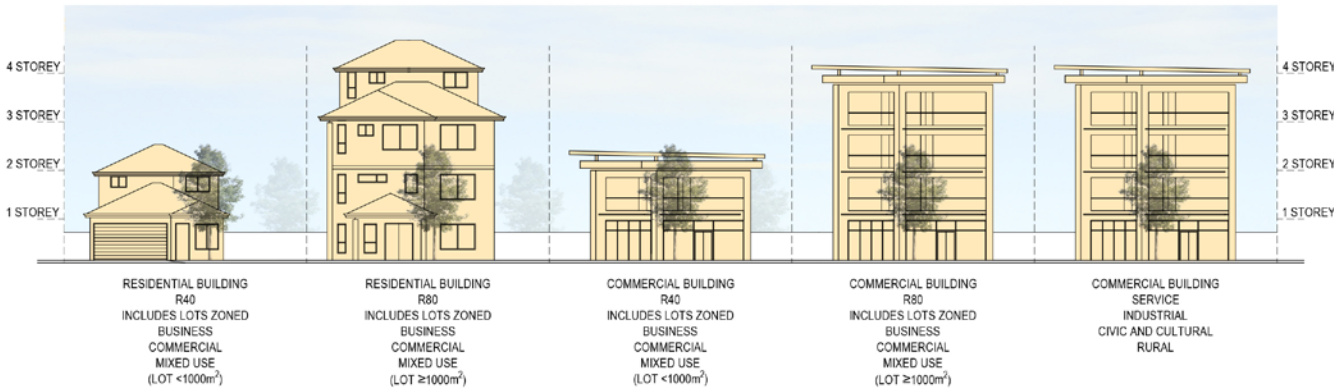 4 STOREY
3 STOREY
2 STOREY
1 STOREY
4 STOREY
3 STOREY
2 STOREY
1 STOREY
RESIDENTIAL BUILDING
R40
INCLUDES LOTS ZONED
BUSINESS
COMMERCIAL
MIXED USE
(LOT <1000m²)
RESIDENTIAL BUILDING
R80
INCLUDES LOTS ZONED
BUSINESS
COMMERCIAL
MIXED USE
(LOT ≥1000m²)
COMMERCIAL BUILDING
R40
INCLUDES LOTS ZONED
BUSINESS
COMMERCIAL
MIXED USE
(LOT <1000m²)
COMMERCIAL BUILDING
R80
INCLUDES LOTS ZONED
BUSINESS
COMMERCIAL
MIXED USE
(LOT ≥1000m²)
COMMERCIAL BUILDING
SERVICE
INDUSTRIAL
CIVIC AND CULTURAL
RURAL